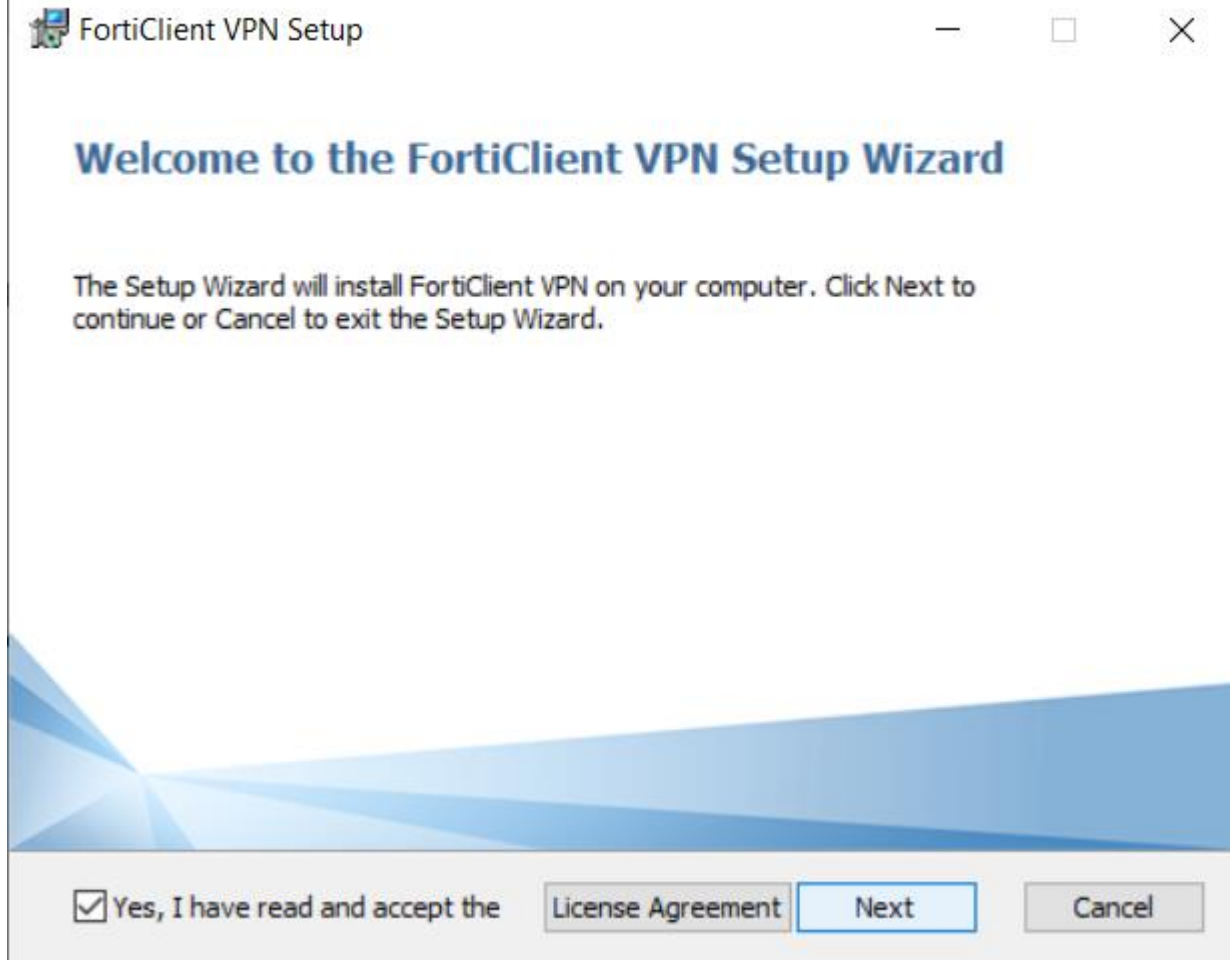 FortiClient VPN Setup
Welcome to the FortiClient VPN Setup Wizard
The Setup Wizard will install FortiClient VPN on your computer. Click Next to
continue or Cancel to exit the Setup Wizard.
Yes, I have read and accept the License Agreement Next Cancel